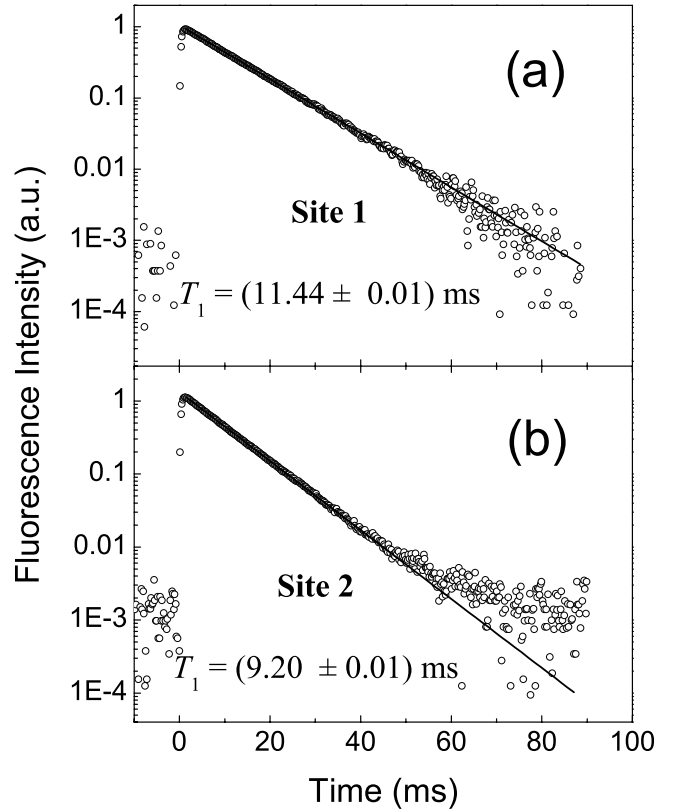 Fluorescence Intensity (a.u.)
1
0.1
0.01
1E-3
1E-4
(a)
Site 1
T1 = (11.44 ± 0.01) ms
1
0.1
0.01
1E-3
1E-4
(b)
Site 2
T1 = (9.20 ± 0.01) ms
0 20 40 60 80 100
Time (ms)